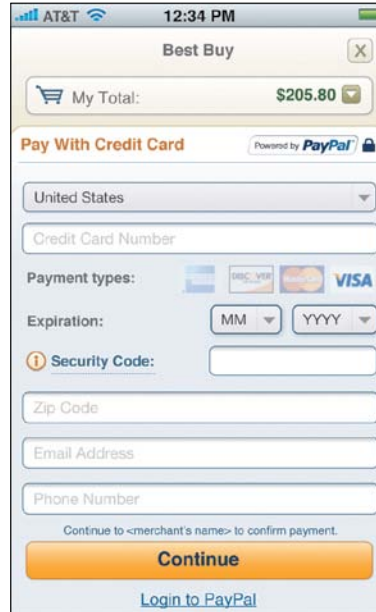 AT&T 12:34 PM
Best Buy X
My Total: $205.80
Pay With Credit Card Powered by PayPal
United States
Credit Card Number
Payment types: DISCOVER MasterCard VISA
Expiration: MM YYYY
i Security Code:
Zip Code
Email Address
Phone Number
Continue to <merchant's name> to confirm payment.
Continue
Login to PayPal